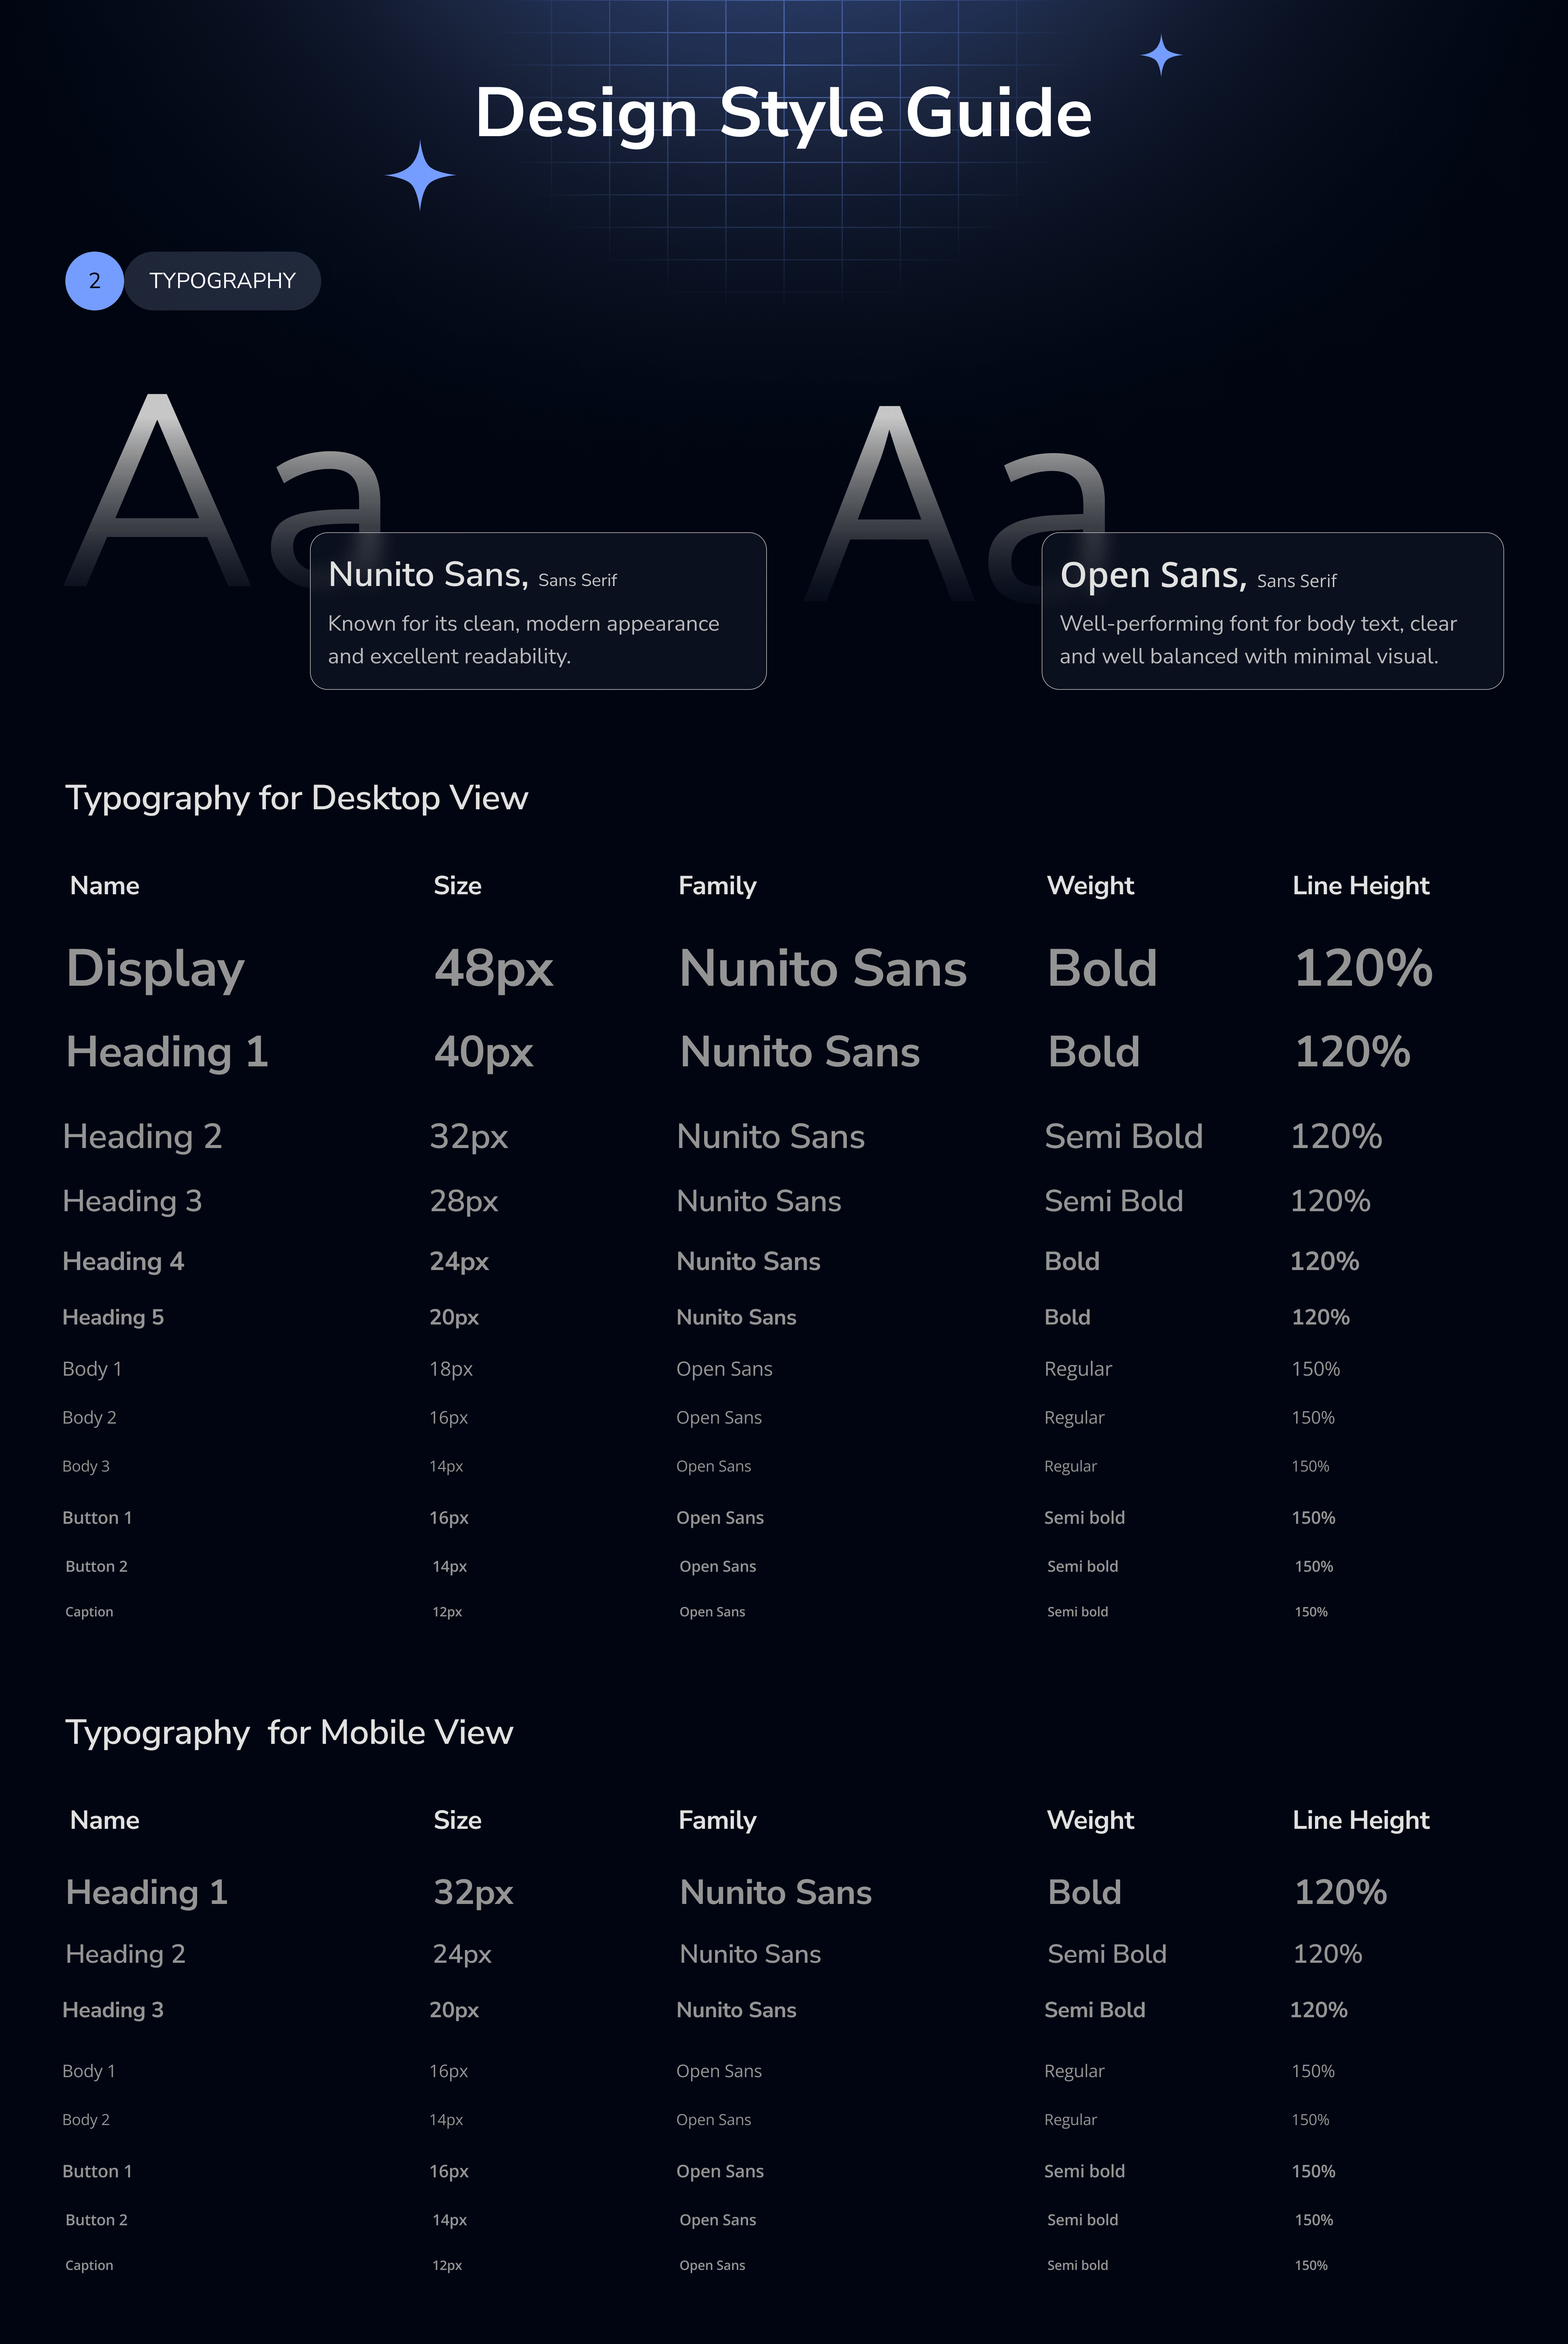 Design Style Guide
2 TYPOGRAPHY
Aa Aa
Nunito Sans, Sans Serif
Known for its clean, modern appearance
and excellent readability.
Open Sans, Sans Serif
Well-performing font for body text, clear
and well balanced with minimal visual.
Typography for Desktop View
Name Size Family Weight Line Height
Display 48px Nunito Sans Bold 120%
Heading 1 40px Nunito Sans Bold 120%
Heading 2 32px Nunito Sans Semi Bold 120%
Heading 3 28px Nunito Sans Semi Bold 120%
Heading 4 24px Nunito Sans Bold 120%
Heading 5 20px Nunito Sans Bold 120%
Body 1 18px Open Sans Regular 150%
Body 2 16px Open Sans Regular 150%
Body 3 14px Open Sans Regular 150%
Button 1 16px Open Sans Semi bold 150%
Button 2 14px Open Sans Semi bold 150%
Caption 12px Open Sans Semi bold 150%
Typography  for Mobile View
Name Size Family Weight Line Height
Heading 1 32px Nunito Sans Bold 120%
Heading 2 24px Nunito Sans Semi Bold 120%
Heading 3 20px Nunito Sans Semi Bold 120%
Body 1 16px Open Sans Regular 150%
Body 2 14px Open Sans Regular 150%
Button 1 16px Open Sans Semi bold 150%
Button 2 14px Open Sans Semi bold 150%
Caption 12px Open Sans Semi bold 150%